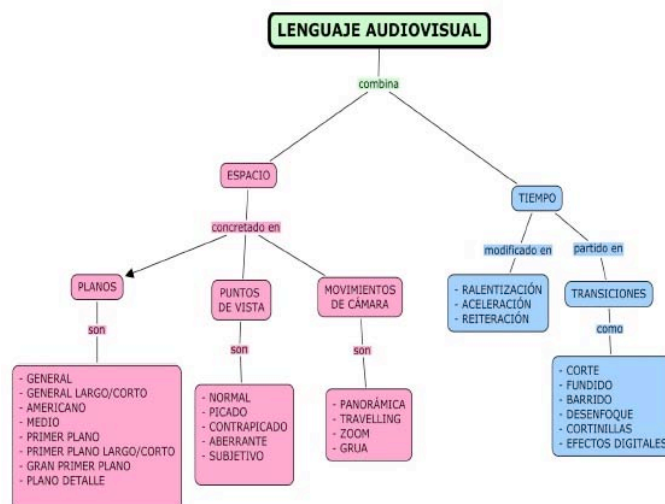 LENGUAJE AUDIOVISUAL
combina
ESPACIO
TIEMPO
concretado en
modificado en
partido en
PLANOS
PUNTOS
DE VISTA
MOVIMIENTOS
DE CÁMARA
- RALENTIZACIÓN
- ACELERACIÓN
- REITERACIÓN
TRANSICIONES
son
son
son
como
- GENERAL
- GENERAL LARGO/CORTO
- AMERICANO
- MEDIO
- PRIMER PLANO
- PRIMER PLANO LARGO/CORTO
- GRAN PRIMER PLANO
- PLANO DETALLE
- NORMAL
- PICADO
- CONTRAPICADO
- ABERRANTE
- SUBJETIVO
- PANORÁMICA
- TRAVELLING
- ZOOM
- GRUA
- CORTE
- FUNDIDO
- BARRIDO
- DESENFOQUE
- CORTINILLAS
- EFECTOS DIGITALES